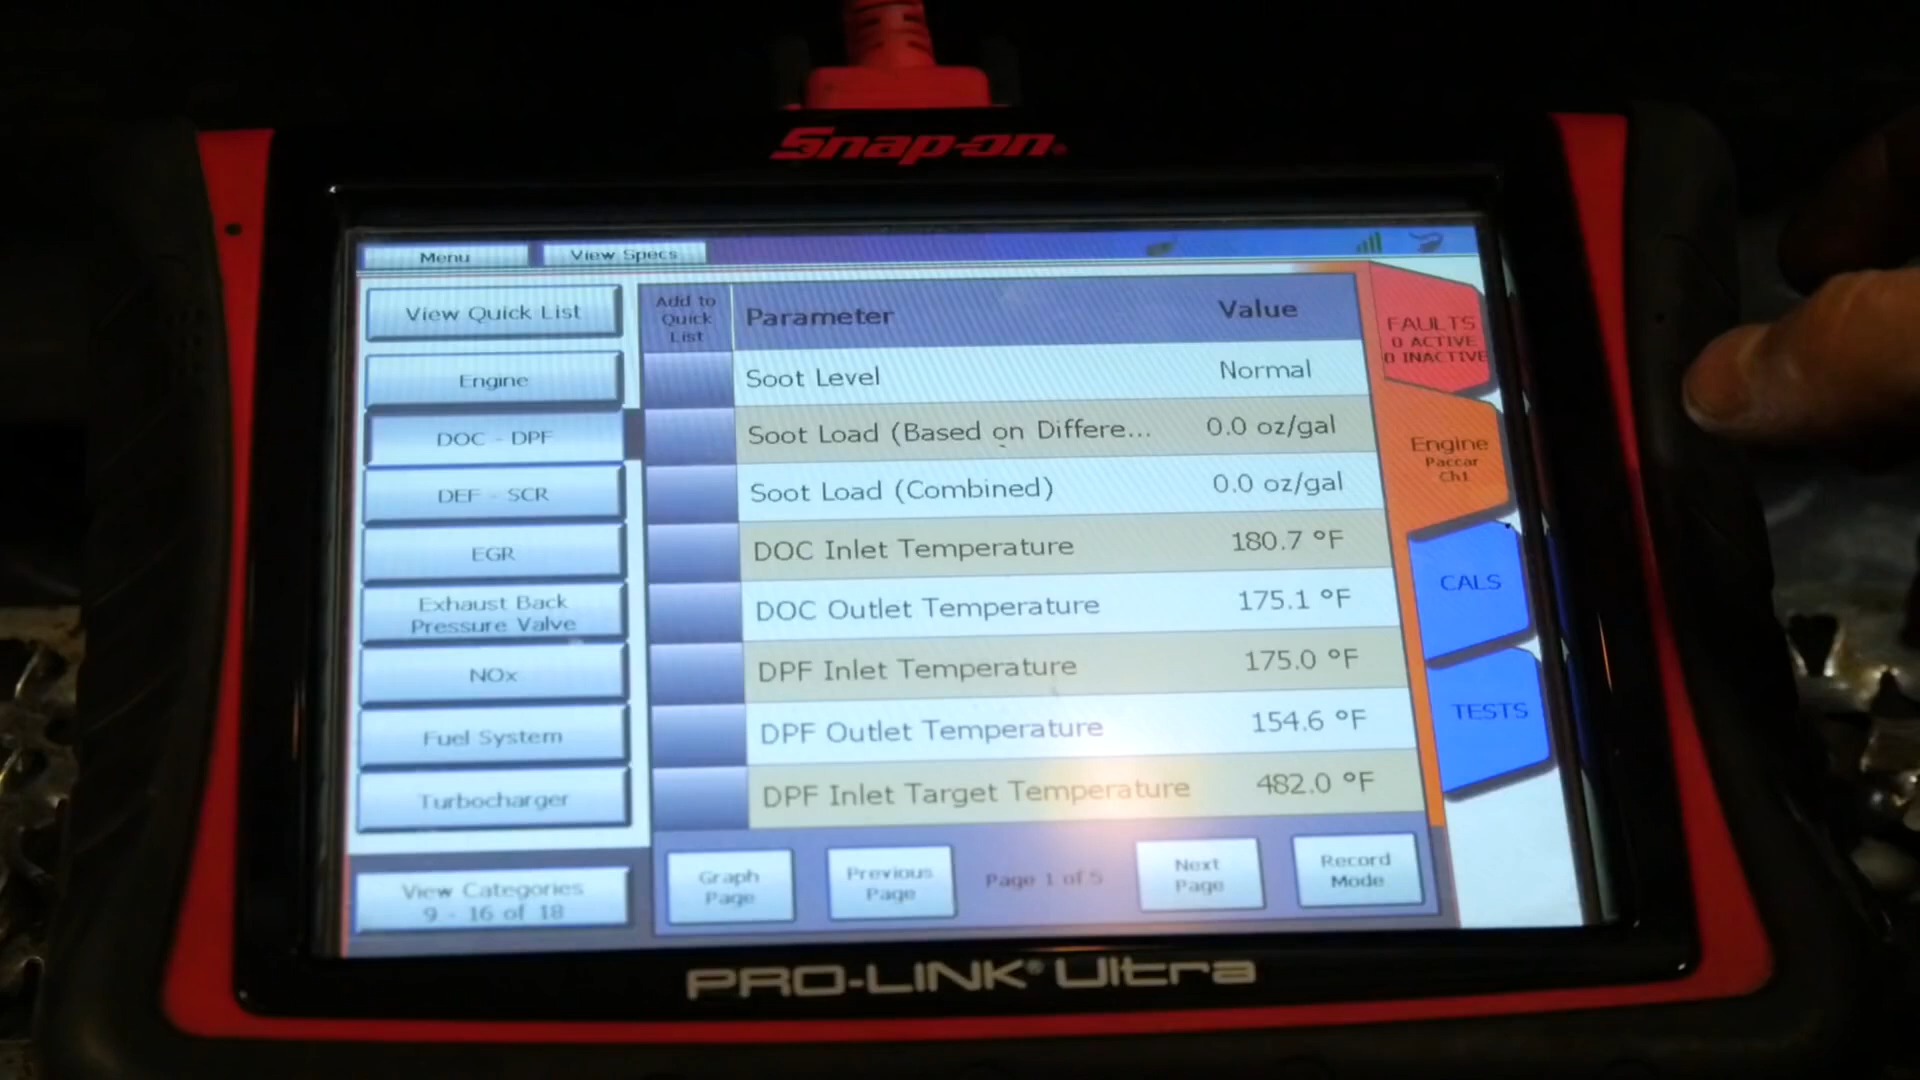 Snap-on
Menu
View Specs
View Quick List
Engine
DOC - DPF
DEF - SCR
EGR
Exhaust Back
Pressure Valve
NOx
Fuel System
Turbocharger
View Categories
9 - 16 of 18
Add to
Quick
List
Parameter Value
Soot Level Normal
Soot Load (Based on Differe... 0.0 oz/gal
Soot Load (Combined) 0.0 oz/gal
DOC Inlet Temperature 180.7 °F
DOC Outlet Temperature 175.1 °F
DPF Inlet Temperature 175.0 °F
DPF Outlet Temperature 154.6 °F
DPF Inlet Target Temperature 482.0 °F
Graph
Page
Previous
Page
Page 1 of 5
Next
Page
Record
Mode
FAULTS
0 ACTIVE
0 INACTIVE
Engine
Paccar
Ch1
CALS
TESTS
PRO-LINK® Ultra